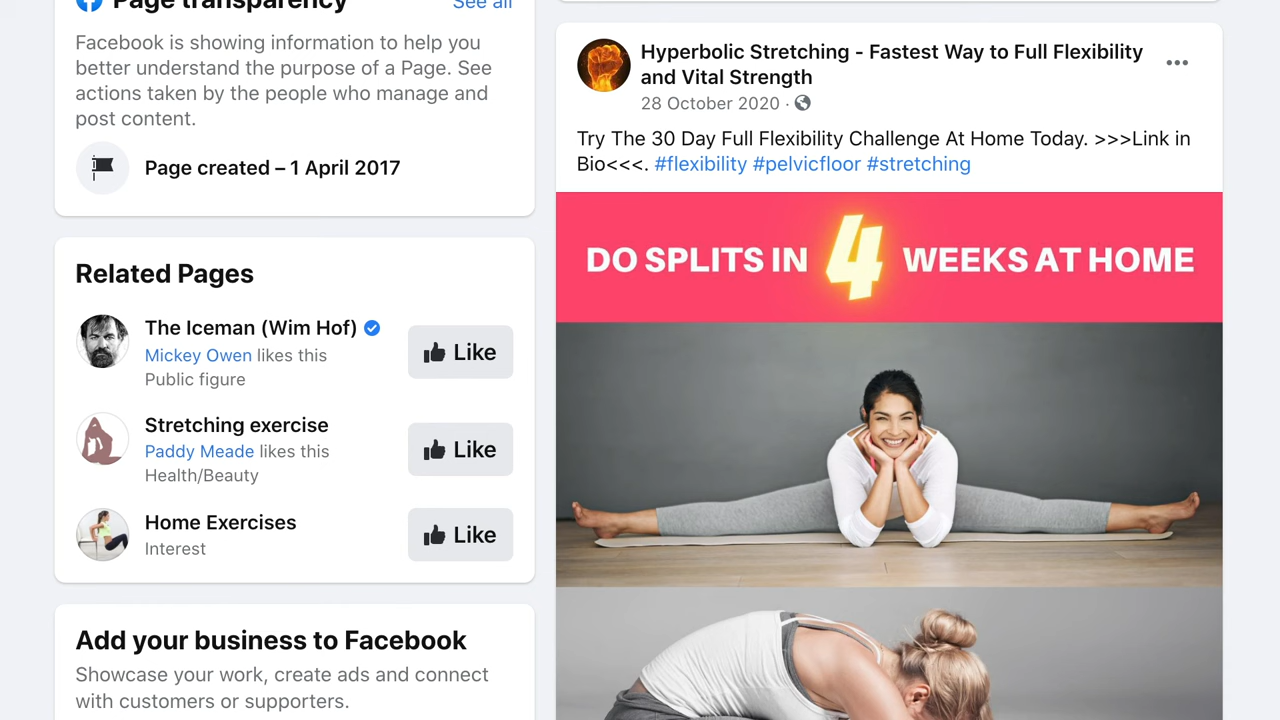 Page transparency
See all
Facebook is showing information to help you
better understand the purpose of a Page. See
actions taken by the people who manage and
post content.
Page created – 1 April 2017
Related Pages
The Iceman (Wim Hof)
Mickey Owen likes this
Public figure
Like
Stretching exercise
Paddy Meade likes this
Health/Beauty
Like
Home Exercises
Interest
Like
Add your business to Facebook
Showcase your work, create ads and connect
with customers or supporters.
Hyperbolic Stretching - Fastest Way to Full Flexibility
and Vital Strength
28 October 2020 ·
Try The 30 Day Full Flexibility Challenge At Home Today. >>>Link in
Bio<<<. #flexibility #pelvicfloor #stretching
DO SPLITS IN 4 WEEKS AT HOME